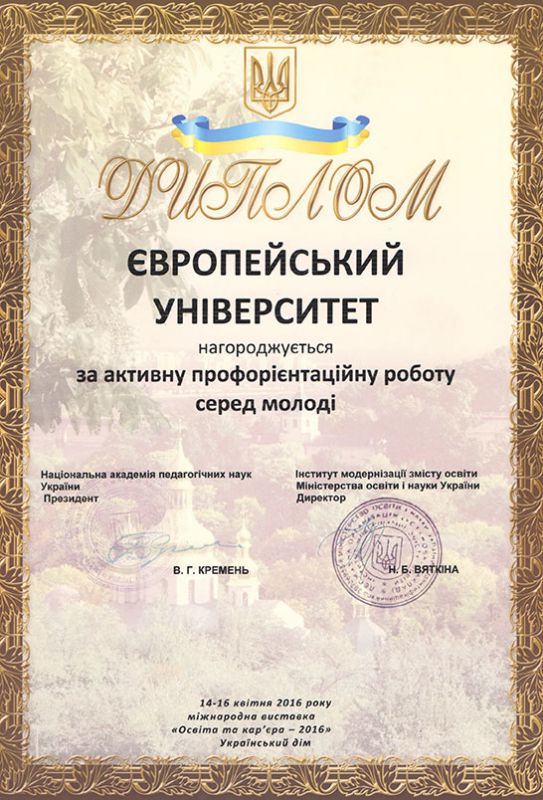 ДИПЛОМ
ЄВРОПЕЙСЬКИЙ
УНІВЕРСИТЕТ
нагороджується
за активну профорієнтаційну роботу
серед молоді
Національна академія педагогічних наук
України
Президент
В. Г. КРЕМЕНЬ
Інститут модернізації змісту освіти
Міністерства освіти і науки України
Директор
Н. Б. ВЯТКІНА
14-16 квітня 2016 року
міжнародна виставка
«Освіта та кар'єра – 2016»
Український дім